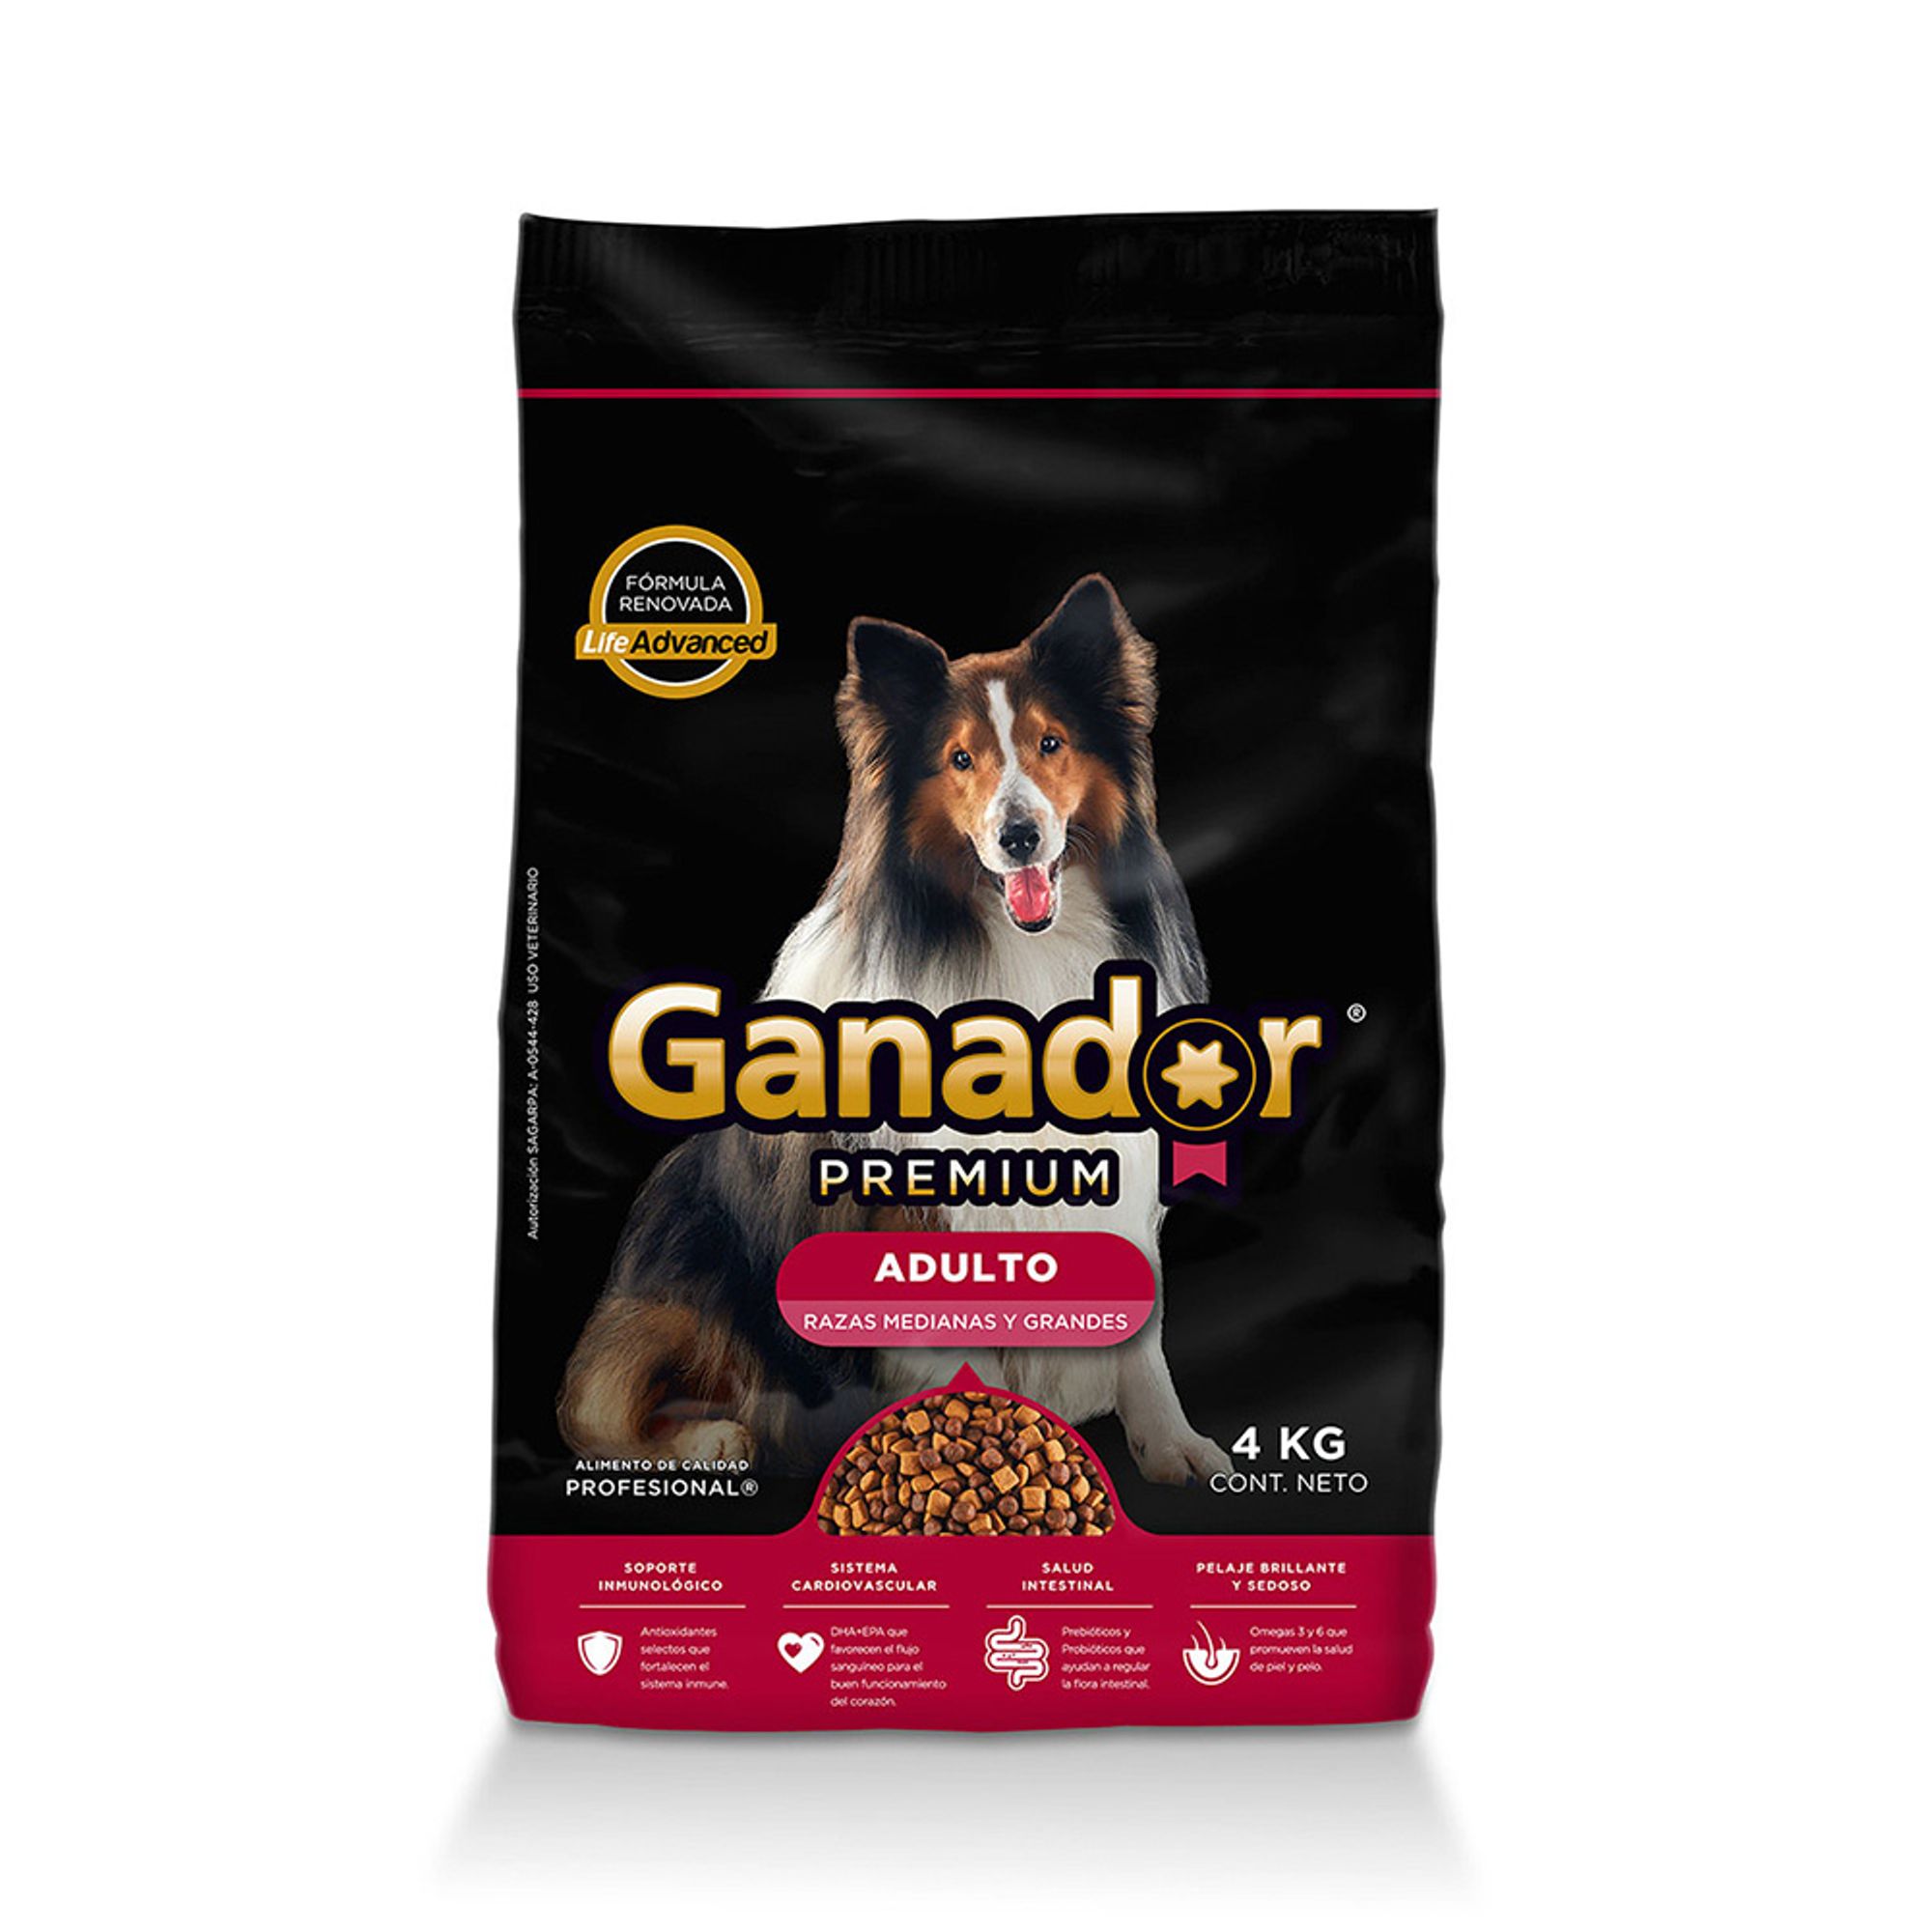 FÓRMULA
RENOVADA
LifeAdvanced
Autorización SAGARPA: A-0544-428 USO VETERINARIO
Ganador ®
PREMIUM
ADULTO
RAZAS MEDIANAS Y GRANDES
ALIMENTO DE CALIDAD
PROFESIONAL®
4 KG
CONT. NETO
SOPORTE
INMUNOLÓGICO
Antioxidantes
selectos que
fortalecen el
sistema inmune.
SISTEMA
CARDIOVASCULAR
DHA+EPA que
favorecen el flujo
sanguíneo para el
buen funcionamiento
del corazón.
SALUD
INTESTINAL
Prebióticos y
Probióticos que
ayudan a regular
la flora intestinal.
PELAJE BRILLANTE
Y SEDOSO
Omegas 3 y 6 que
promueven la salud
de piel y pelo.